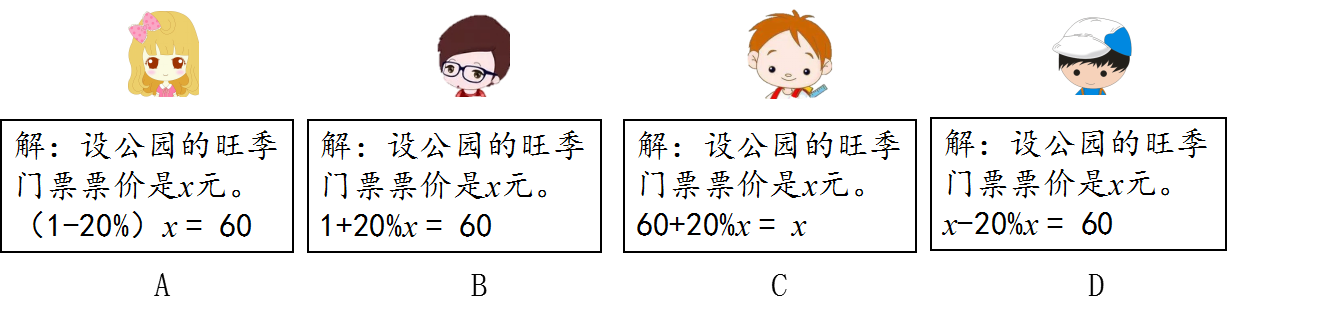 解：设公园的旺季
门票票价是x元。
（1-20%）x = 60
A
解：设公园的旺季
门票票价是x元。
1+20%x = 60
B
解：设公园的旺季
门票票价是x元。
60+20%x = x
C
解：设公园的旺季
门票票价是x元。
x-20%x = 60
D